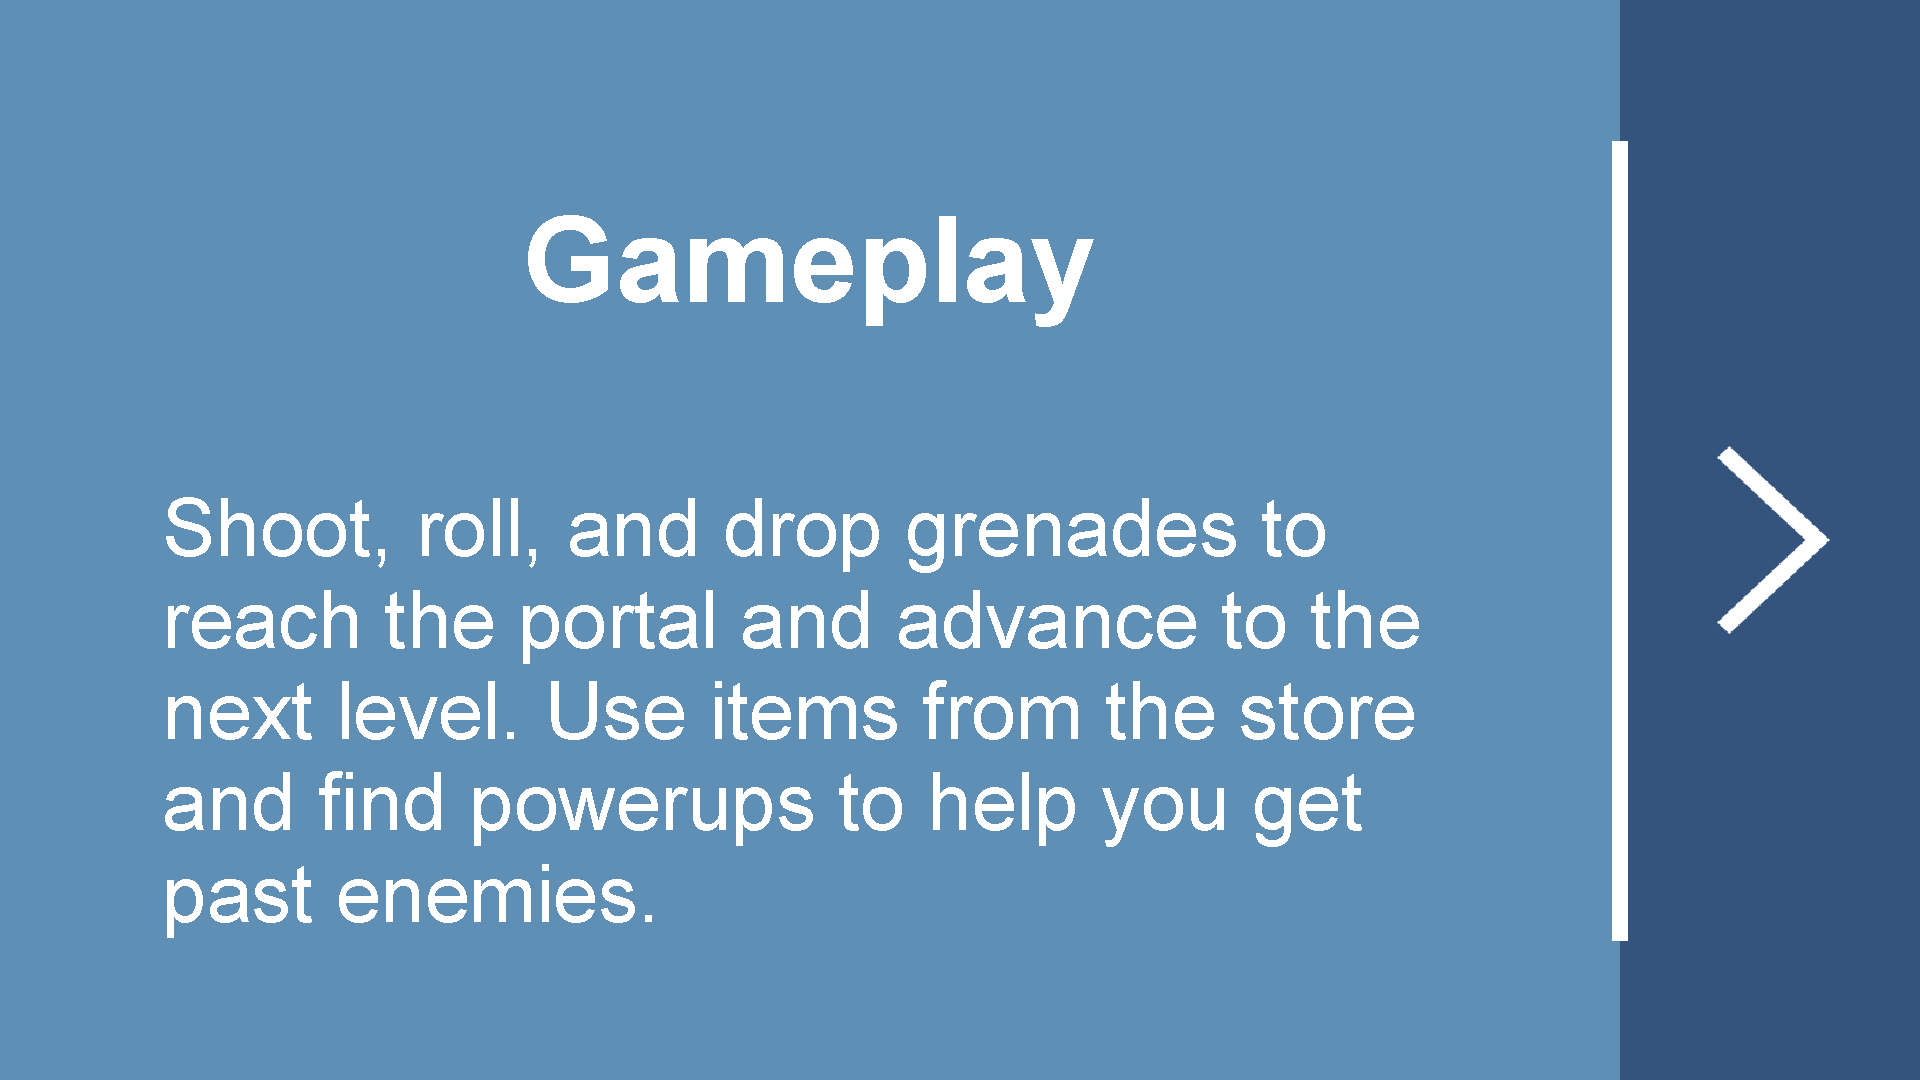 Gameplay
Shoot, roll, and drop grenades to
reach the portal and advance to the
next level. Use items from the store
and find powerups to help you get
past enemies.